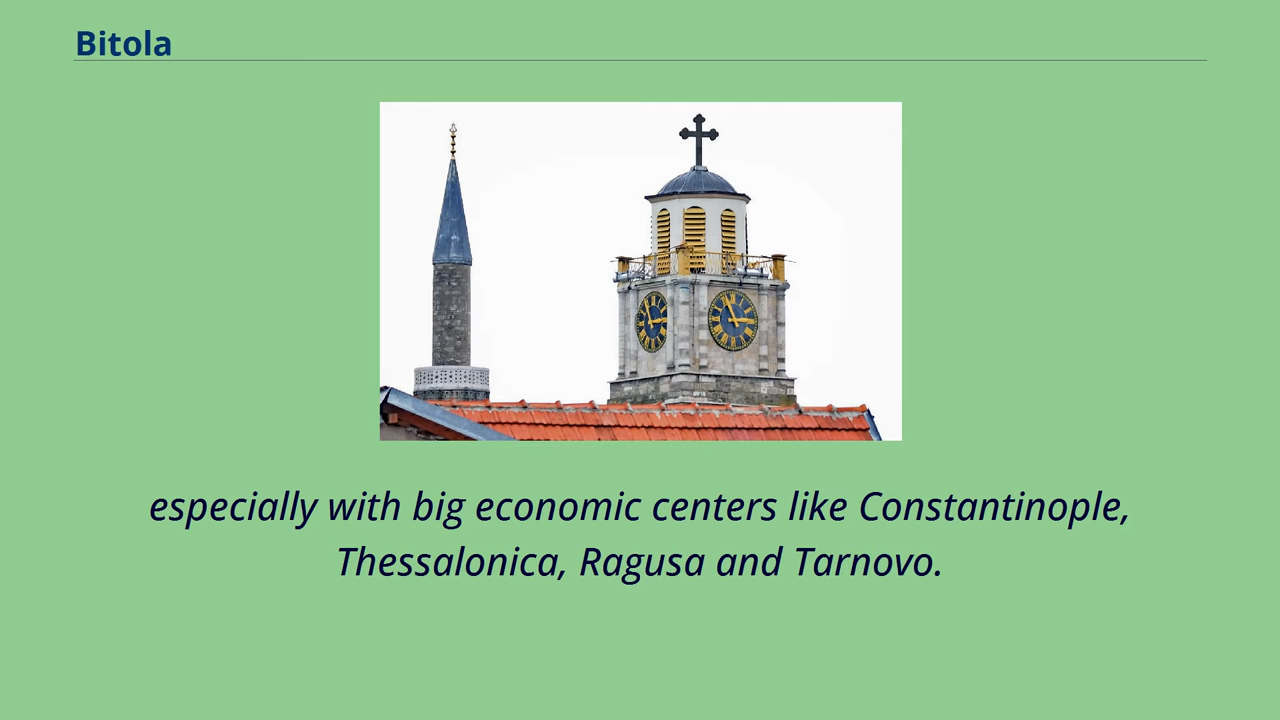 Bitola
especially with big economic centers like Constantinople,
Thessalonica, Ragusa and Tarnovo.